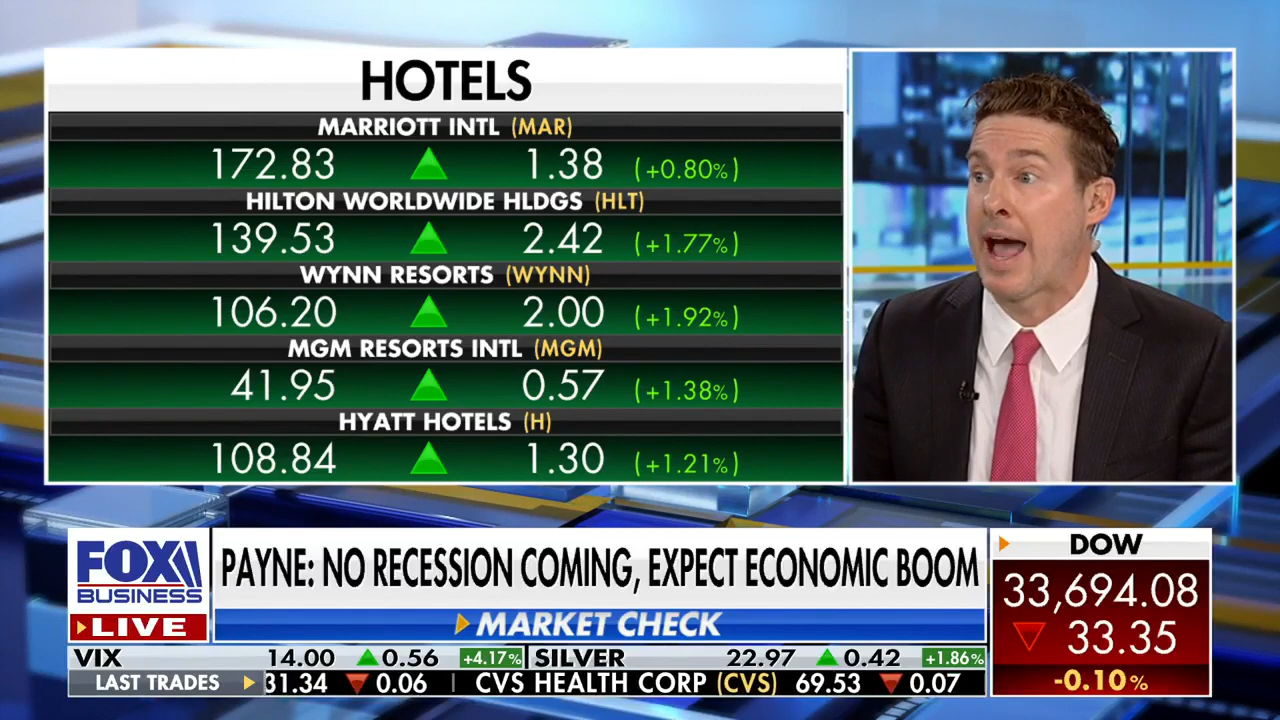 HOTELS
MARRIOTT INTL (MAR)
172.83 ▲ 1.38 (+0.80%)
HILTON WORLDWIDE HLDGS (HLT)
139.53 ▲ 2.42 (+1.77%)
WYNN RESORTS (WYNN)
106.20 ▲ 2.00 (+1.92%)
MGM RESORTS INTL (MGM)
41.95 ▲ 0.57 (+1.38%)
HYATT HOTELS (H)
108.84 ▲ 1.30 (+1.21%)
FOX
BUSINESS
LIVE
PAYNE: NO RECESSION COMING, EXPECT ECONOMIC BOOM
MARKET CHECK
DOW
33,694.08
▼ 33.35
-0.10%
VIX 14.00 ▲ 0.56 +4.17% SILVER 22.97 ▲ 0.42 +1.86%
LAST TRADES 31.34 ▼ 0.06 | CVS HEALTH CORP (CVS) 69.53 ▼ 0.07